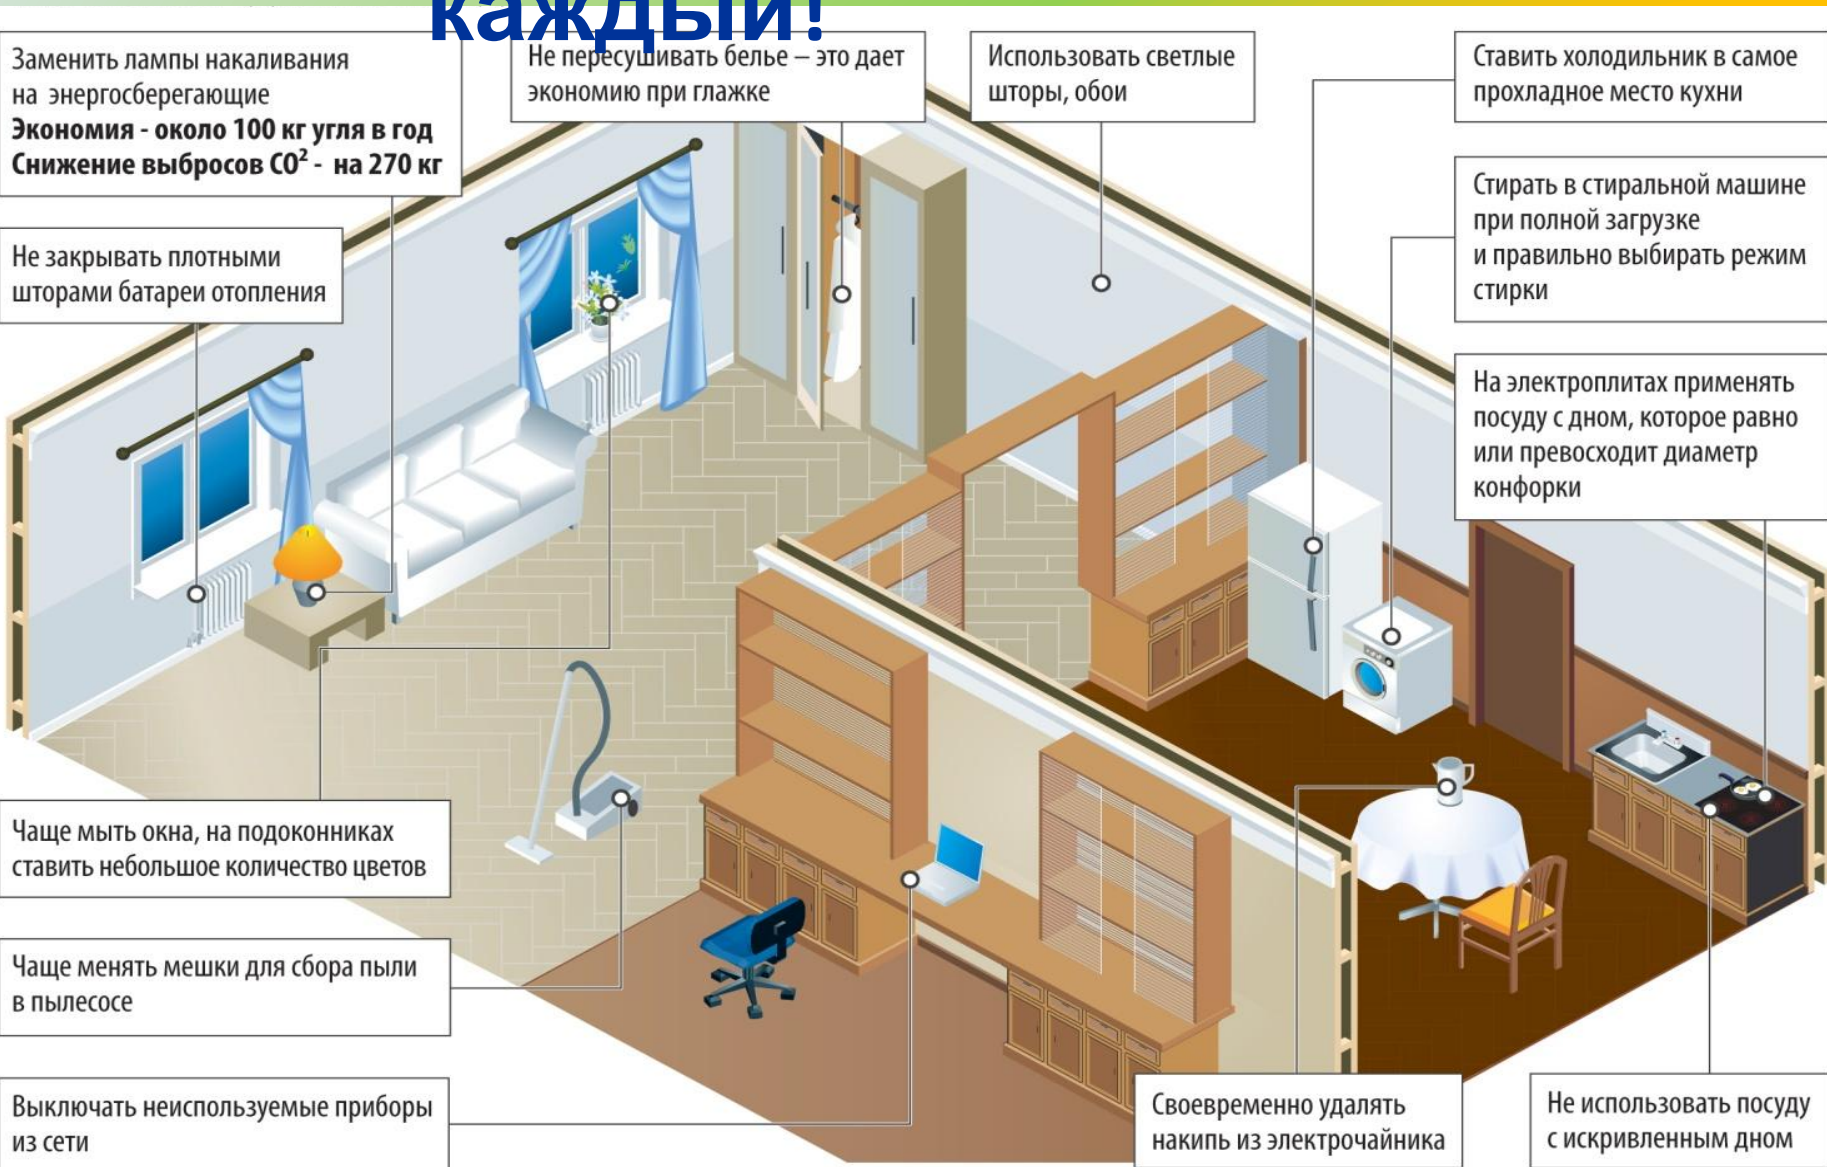 каждый!
Заменить лампы накаливания
на энергосберегающие
Экономия - около 100 кг угля в год
Снижение выбросов СО² - на 270 кг
Не пересушивать белье – это дает
экономию при глажке
Использовать светлые
шторы, обои
Ставить холодильник в самое
прохладное место кухни
Стирать в стиральной машине
при полной загрузке
и правильно выбирать режим
стирки
Не закрывать плотными
шторами батареи отопления
На электроплитах применять
посуду с дном, которое равно
или превосходит диаметр
конфорки
Чаще мыть окна, на подоконниках
ставить небольшое количество цветов
Чаще менять мешки для сбора пыли
в пылесосе
Выключать неиспользуемые приборы
из сети
Своевременно удалять
накипь из электрочайника
Не использовать посуду
с искривленным дном